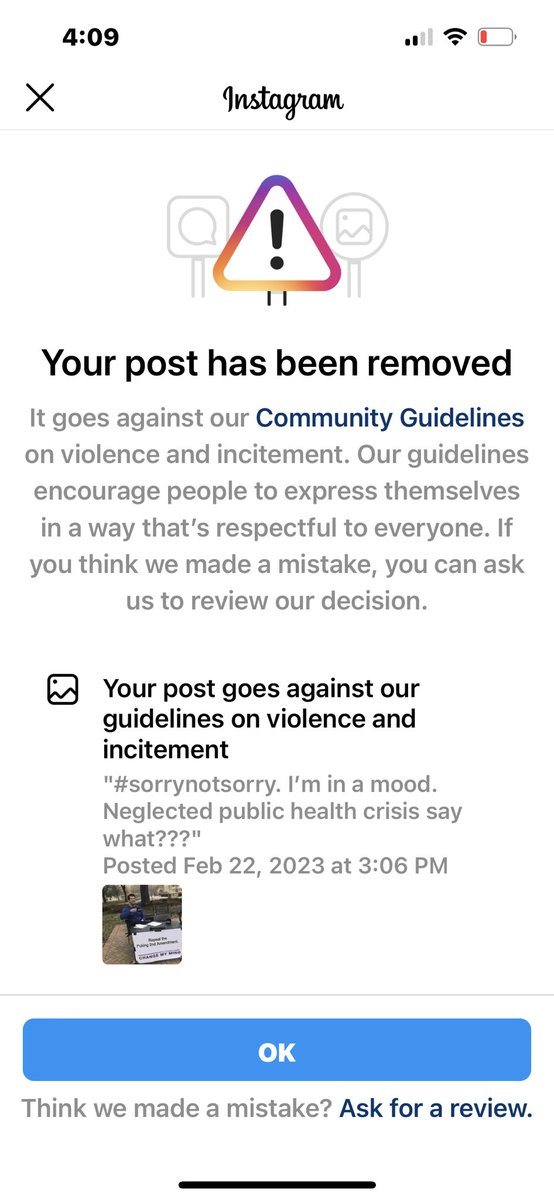 4:09
Instagram
Your post has been removed
It goes against our Community Guidelines
on violence and incitement. Our guidelines
encourage people to express themselves
in a way that’s respectful to everyone. If
you think we made a mistake, you can ask
us to review our decision.
Your post goes against our
guidelines on violence and
incitement
"#sorrynotsorry. I’m in a mood.
Neglected public health crisis say
what???"
Posted Feb 22, 2023 at 3:06 PM
Repeal the
f*cking 2nd Amendment.
CHANGE MY MIND
OK
Think we made a mistake? Ask for a review.